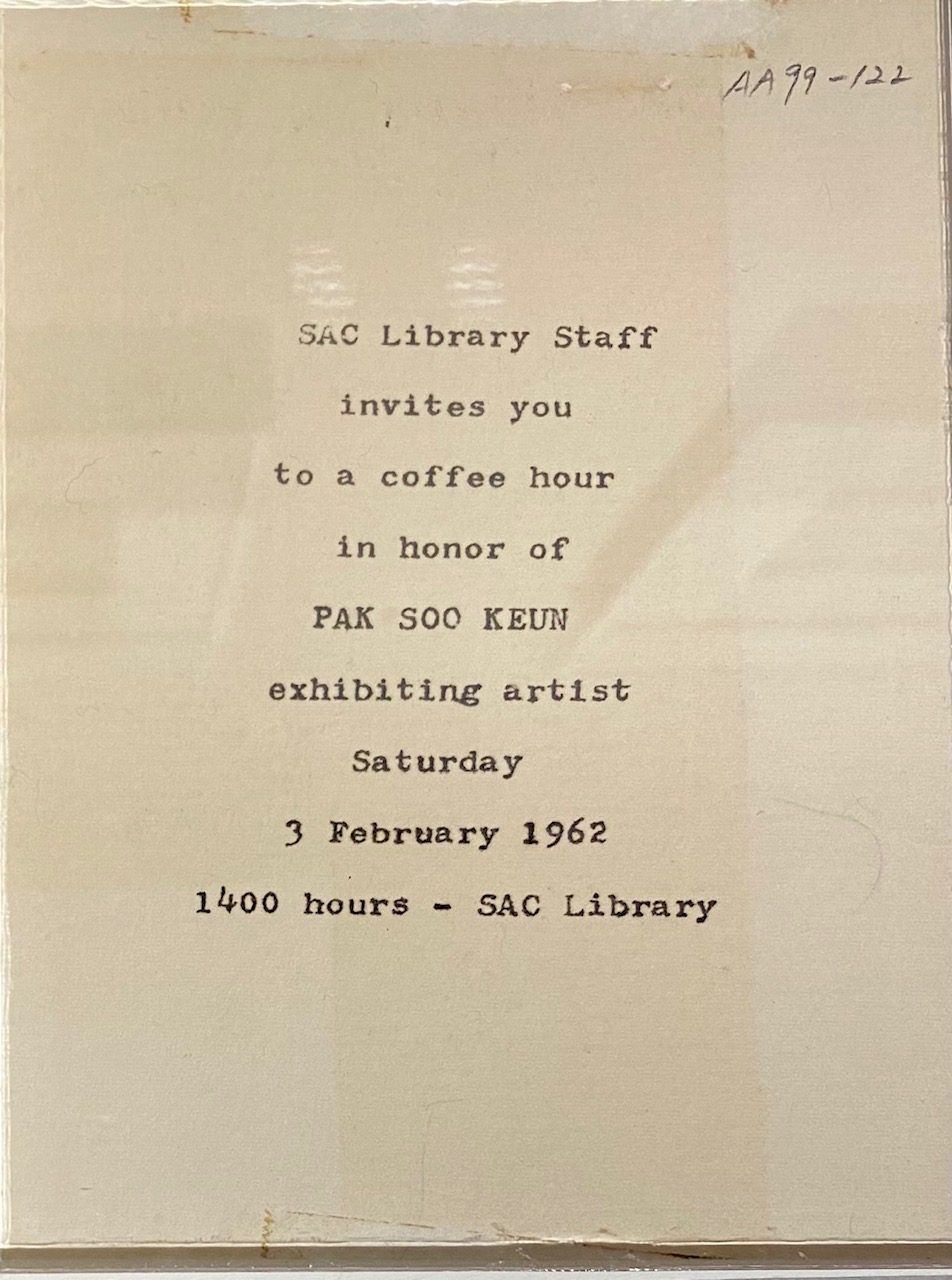 AA99-122
SAC Library Staff
invites you
to a coffee hour
in honor of
PAK SOO KEUN
exhibiting artist
Saturday
3 February 1962
1400 hours - SAC Library